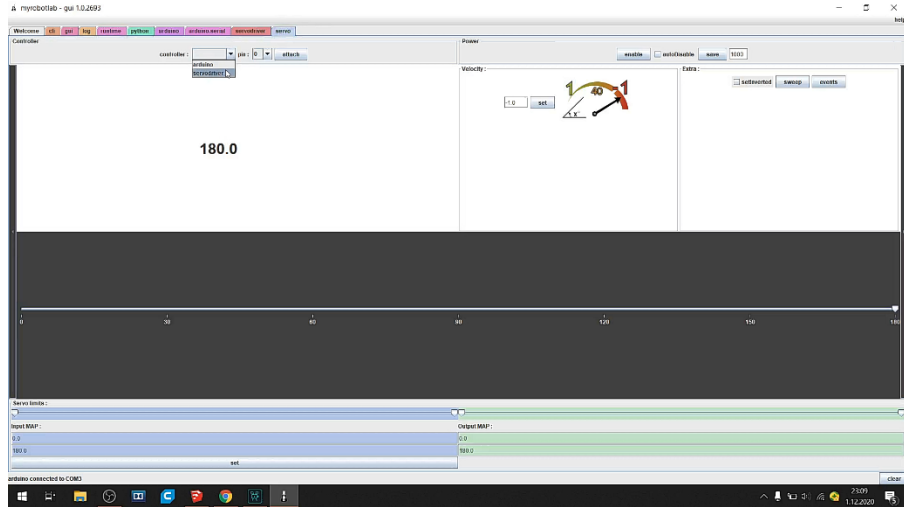 myrobotlab - gui 1.0.2693
help
Welcome cli gui log runtime python arduino arduino.serial servodriver servo
Controller
Power
controller : pin : 0 attach
arduino
servodriver
enable autoDisable save 1000
Velocity :
Extra :
-1.0 set
1 40 -1
X°
setInverted sweep events
180.0
0 30 60 90 120 150 180
Servo limits :
Input MAP :
Output MAP :
0.0
0.0
180.0
180.0
set
arduino connected to COM3
clear
23:09
1.12.2020